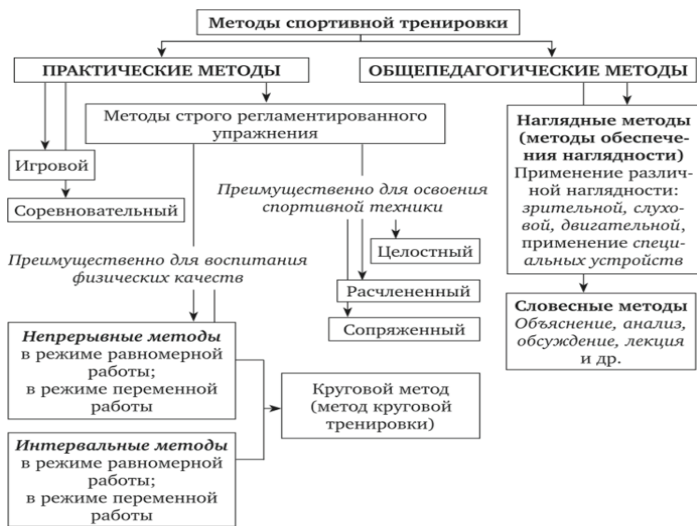 Методы спортивной тренировки
ПРАКТИЧЕСКИЕ МЕТОДЫ
ОБЩЕПЕДАГОГИЧЕСКИЕ МЕТОДЫ
Методы строго регламентированного
упражнения
Игровой
Соревновательный
Преимущественно для освоения
спортивной техники
Целостный
Расчлененный
Сопряженный
Преимущественно для воспитания
физических качеств
Непрерывные методы
в режиме равномерной
работы;
в режиме переменной
работы
Интервальные методы
в режиме равномерной
работы;
в режиме переменной
работы
Круговой метод
(метод круговой
тренировки)
Наглядные методы
(методы обеспече-
ния наглядности)
Применение различ-
ной наглядности:
зрительной, слухо-
вой, двигательной,
применение специ-
альных устройств
Словесные методы
Объяснение, анализ,
обсуждение, лекция
и др.